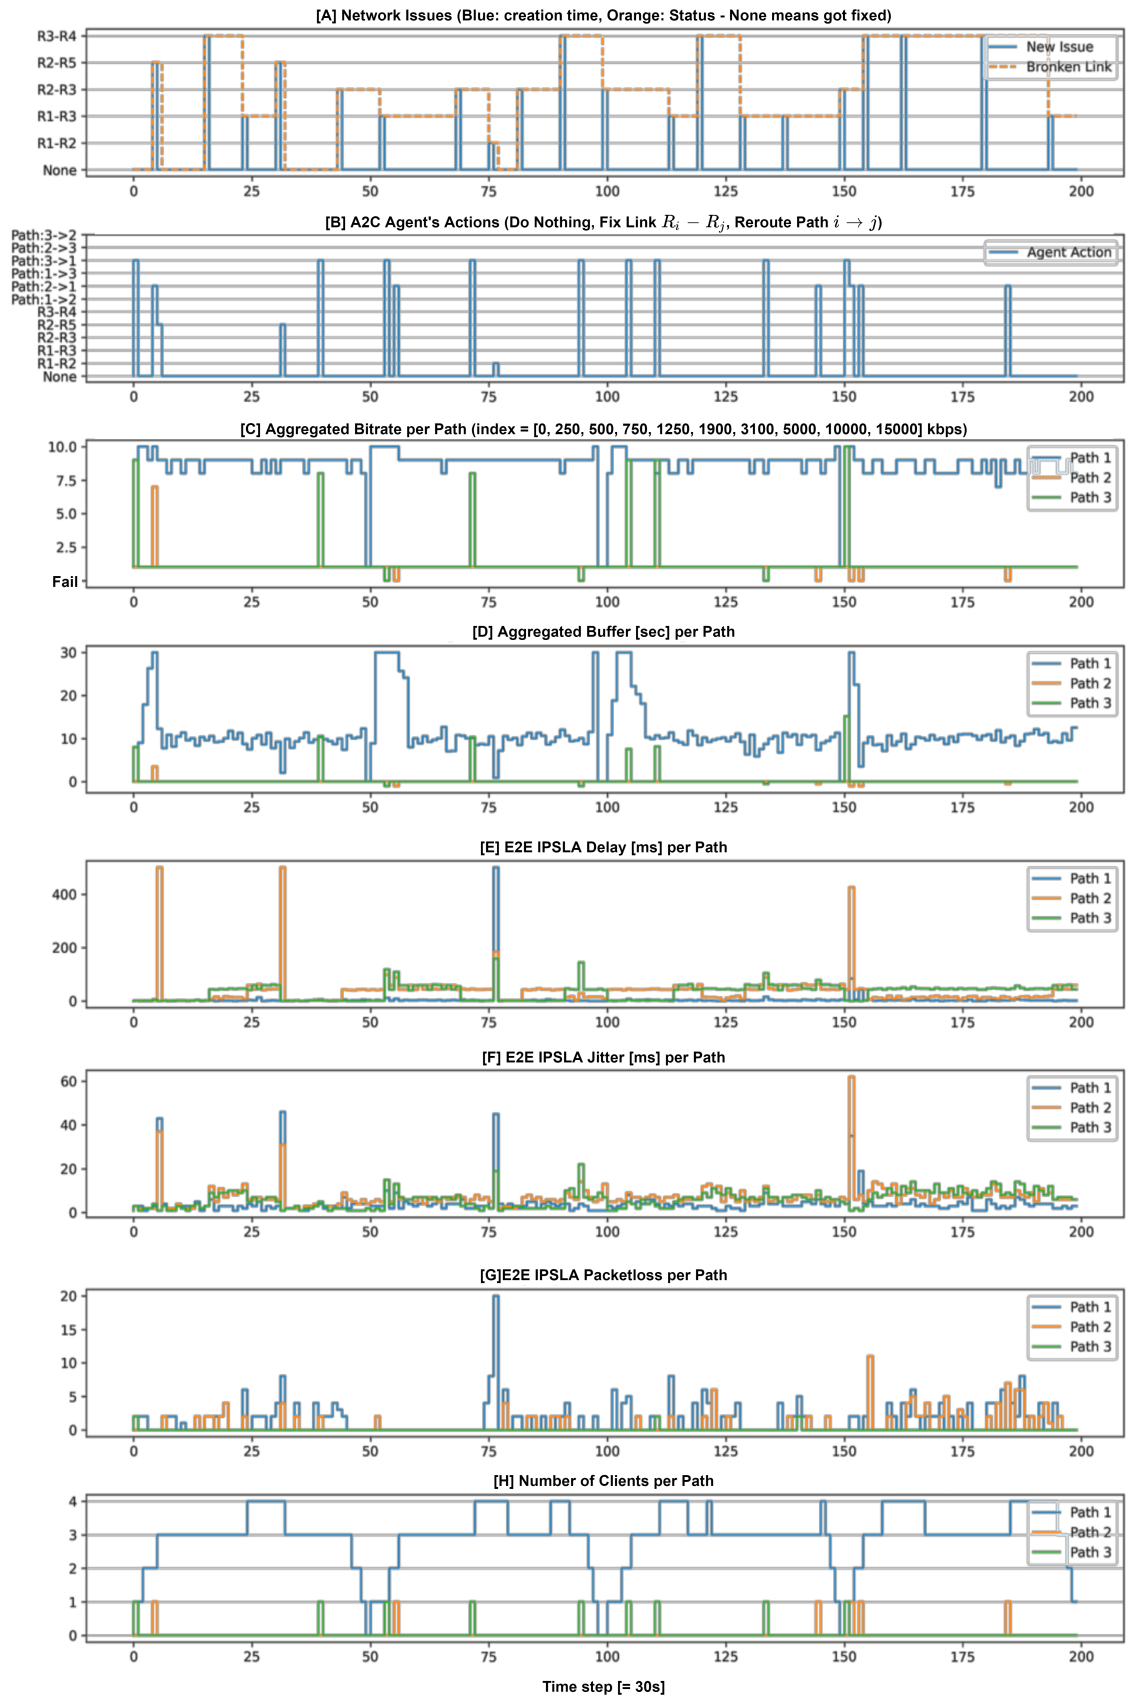 [A] Network Issues (Blue: creation time, Orange: Status - None means got fixed)
R3-R4
R2-R5
R2-R3
R1-R3
R1-R2
None
New Issue
Bronken Link
0 25 50 75 100 125 150 175 200
[B] A2C Agent's Actions (Do Nothing, Fix Link R_i − R_j, Reroute Path i → j)
Path:3->2
Path:2->3
Path:3->1
Path:1->3
Path:2->1
Path:1->2
R3-R4
R2-R5
R2-R3
R1-R3
R1-R2
None
Agent Action
0 25 50 75 100 125 150 175 200
[C] Aggregated Bitrate per Path (index = [0, 250, 500, 750, 1250, 1900, 3100, 5000, 10000, 15000] kbps)
10.0
7.5
5.0
2.5
Fail
Path 1
Path 2
Path 3
0 25 50 75 100 125 150 175 200
[D] Aggregated Buffer [sec] per Path
30
20
10
0
Path 1
Path 2
Path 3
0 25 50 75 100 125 150 175 200
[E] E2E IPSLA Delay [ms] per Path
400
200
0
Path 1
Path 2
Path 3
0 25 50 75 100 125 150 175 200
[F] E2E IPSLA Jitter [ms] per Path
60
40
20
0
Path 1
Path 2
Path 3
0 25 50 75 100 125 150 175 200
[G]E2E IPSLA Packetloss per Path
20
15
10
5
0
Path 1
Path 2
Path 3
0 25 50 75 100 125 150 175 200
[H] Number of Clients per Path
4
3
2
1
0
Path 1
Path 2
Path 3
0 25 50 75 100 125 150 175 200
Time step [= 30s]